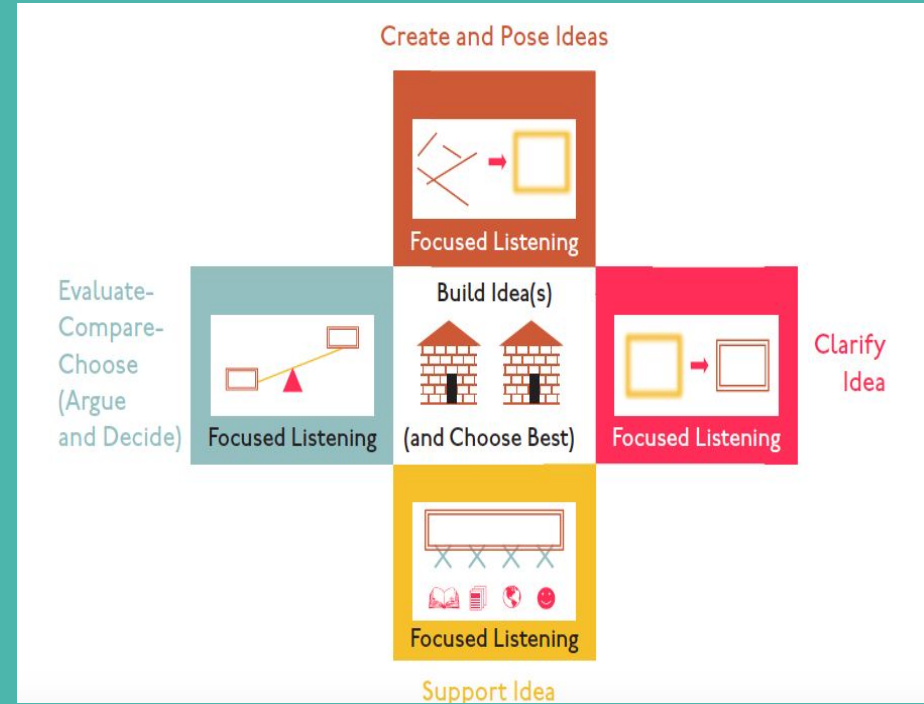 Create and Pose Ideas
Focused Listening
Evaluate-
Compare-
Choose
(Argue
and Decide)
Focused Listening
Build Idea(s)
(and Choose Best)
Focused Listening
Clarify
Idea
Focused Listening
Support Idea